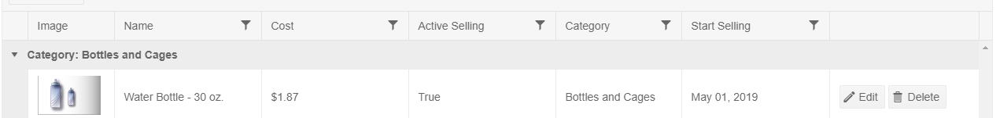 Image Name Cost Active Selling Category Start Selling
Category: Bottles and Cages
Water Bottle - 30 oz. $1.87 True Bottles and Cages May 01, 2019 Edit Delete